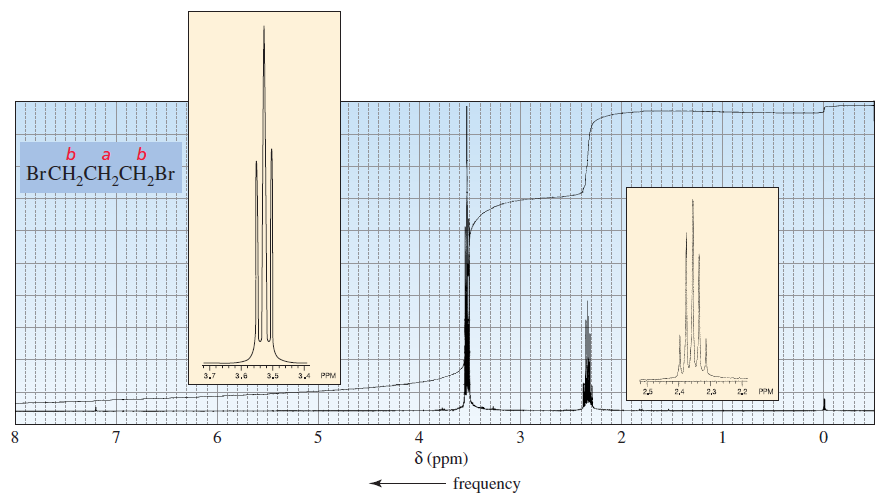 b a b
BrCH₂CH₂CH₂Br
3.7 3.6 3.5 3.4 PPM
2.5 2.4 2.3 2.2 PPM
8 7 6 5 4 3 2 1 0
δ (ppm)
frequency